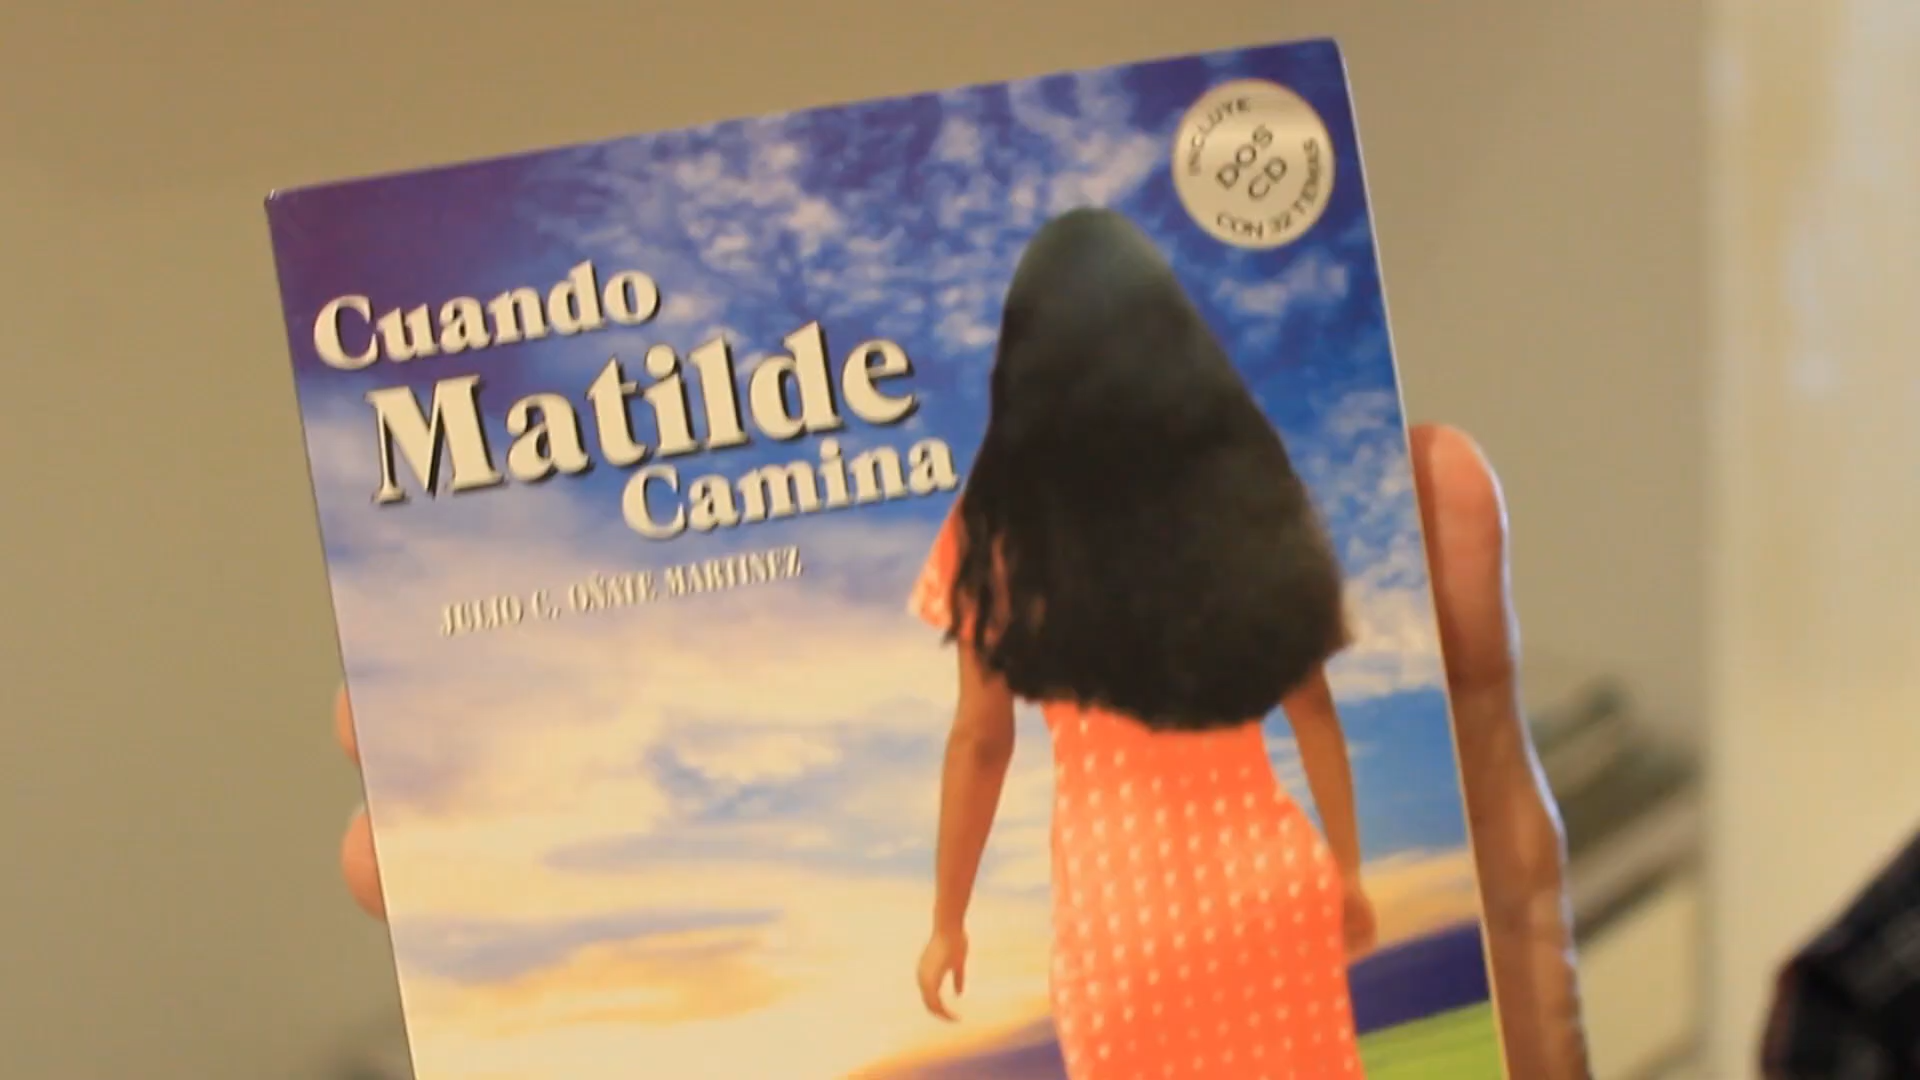 Cuando
Matilde
Camina
JULIO C. OÑATE MARTINEZ
INCLUYE
DOS
CD
CON 32 TEMAS